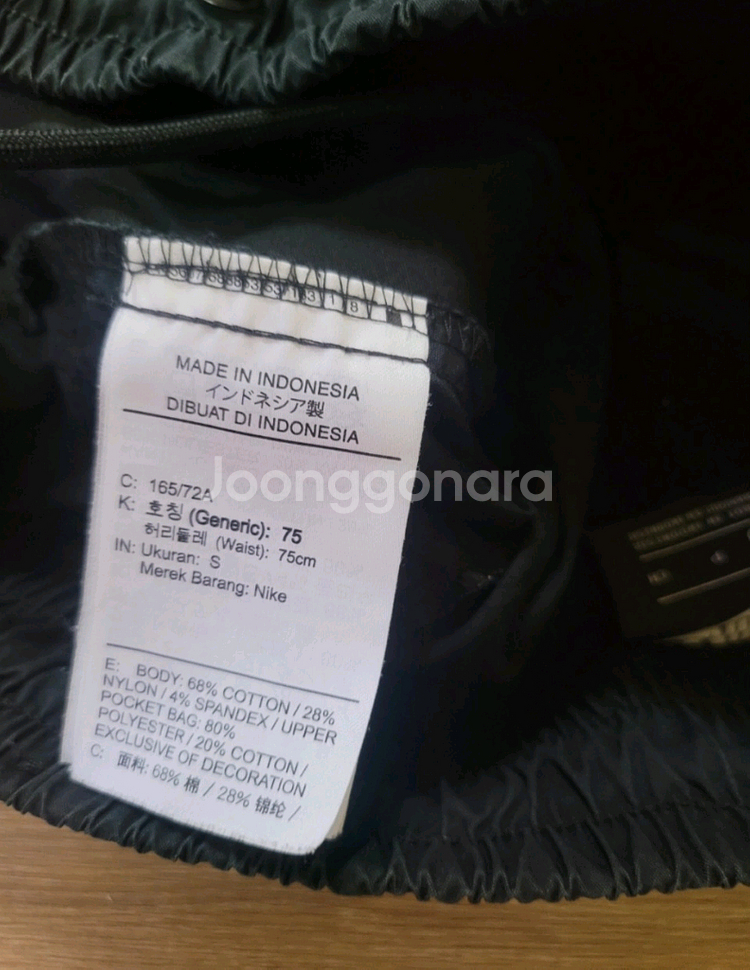 MADE IN INDONESIA
インドネシア製
DIBUAT DI INDONESIA
C: 165/72A
K: 호칭 (Generic): 75
허리둘레 (Waist): 75cm
IN: Ukuran: S
Merek Barang: Nike
Joonggonara
E: BODY: 68% COTTON / 28%
NYLON / 4% SPANDEX / UPPER
POCKET BAG: 80%
POLYESTER / 20% COTTON /
EXCLUSIVE OF DECORATION
C: 面料: 68% 棉 / 28% 锦纶 /